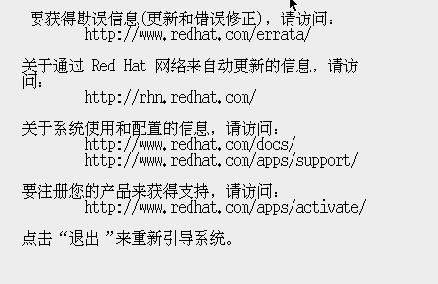 要获得勘误信息(更新和错误修正)，请访问：
http://www.redhat.com/errata/
关于通过 Red Hat 网络来自动更新的信息，请访
问：
http://rhn.redhat.com/
关于系统使用和配置的信息，请访问：
http://www.redhat.com/docs/
http://www.redhat.com/apps/support/
要注册您的产品来获得支持，请访问：
http://www.redhat.com/apps/activate/
点击 “退出 ”来重新引导系统。